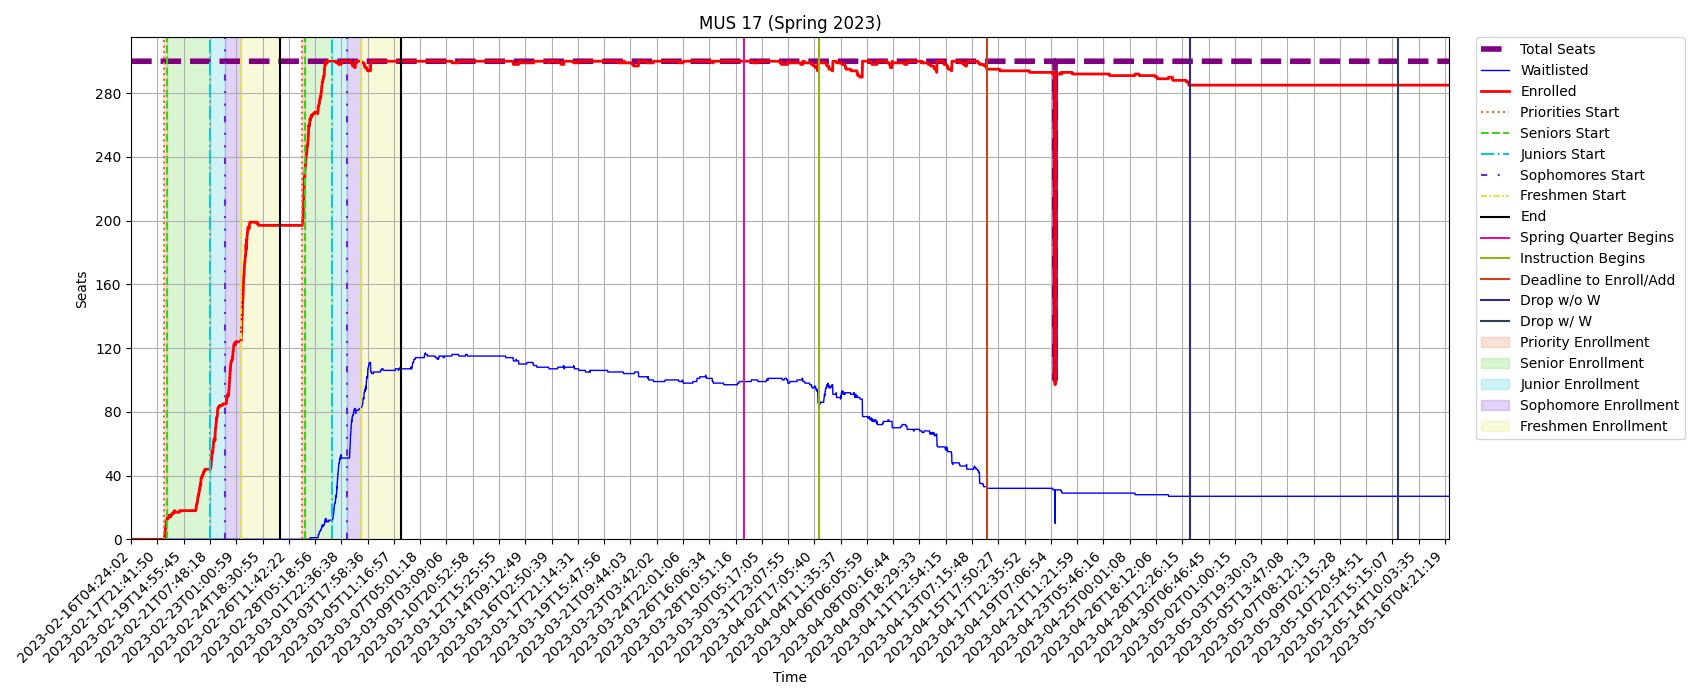 MUS 17 (Spring 2023)
Seats
280
240
200
160
120
80
40
0
2023-02-16T04:24:02
2023-02-17T21:41:50
2023-02-19T14:55:45
2023-02-21T07:48:18
2023-02-23T01:00:59
2023-02-24T18:30:55
2023-02-26T11:42:22
2023-02-28T05:18:56
2023-03-01T22:36:38
2023-03-03T17:58:36
2023-03-05T11:16:57
2023-03-07T05:01:18
2023-03-09T03:09:06
2023-03-10T20:52:58
2023-03-12T15:25:55
2023-03-14T09:12:49
2023-03-16T02:50:39
2023-03-17T21:14:31
2023-03-19T15:47:56
2023-03-21T09:44:03
2023-03-23T03:42:02
2023-03-24T22:01:06
2023-03-26T16:06:34
2023-03-28T10:51:16
2023-03-30T05:17:05
2023-03-31T23:07:55
2023-04-02T17:05:40
2023-04-04T11:35:37
2023-04-06T06:05:59
2023-04-08T00:16:44
2023-04-09T18:29:33
2023-04-11T12:54:15
2023-04-13T07:15:48
2023-04-15T17:50:27
2023-04-17T12:35:52
2023-04-19T07:06:54
2023-04-21T11:21:59
2023-04-23T05:46:16
2023-04-25T00:01:08
2023-04-26T18:12:06
2023-04-28T12:26:15
2023-04-30T06:46:45
2023-05-02T01:00:15
2023-05-03T19:30:03
2023-05-05T13:47:08
2023-05-07T08:12:13
2023-05-09T02:15:28
2023-05-10T20:54:51
2023-05-12T15:15:07
2023-05-14T10:03:35
2023-05-16T04:21:19
Time
Total Seats
Waitlisted
Enrolled
Priorities Start
Seniors Start
Juniors Start
Sophomores Start
Freshmen Start
End
Spring Quarter Begins
Instruction Begins
Deadline to Enroll/Add
Drop w/o W
Drop w/ W
Priority Enrollment
Senior Enrollment
Junior Enrollment
Sophomore Enrollment
Freshmen Enrollment